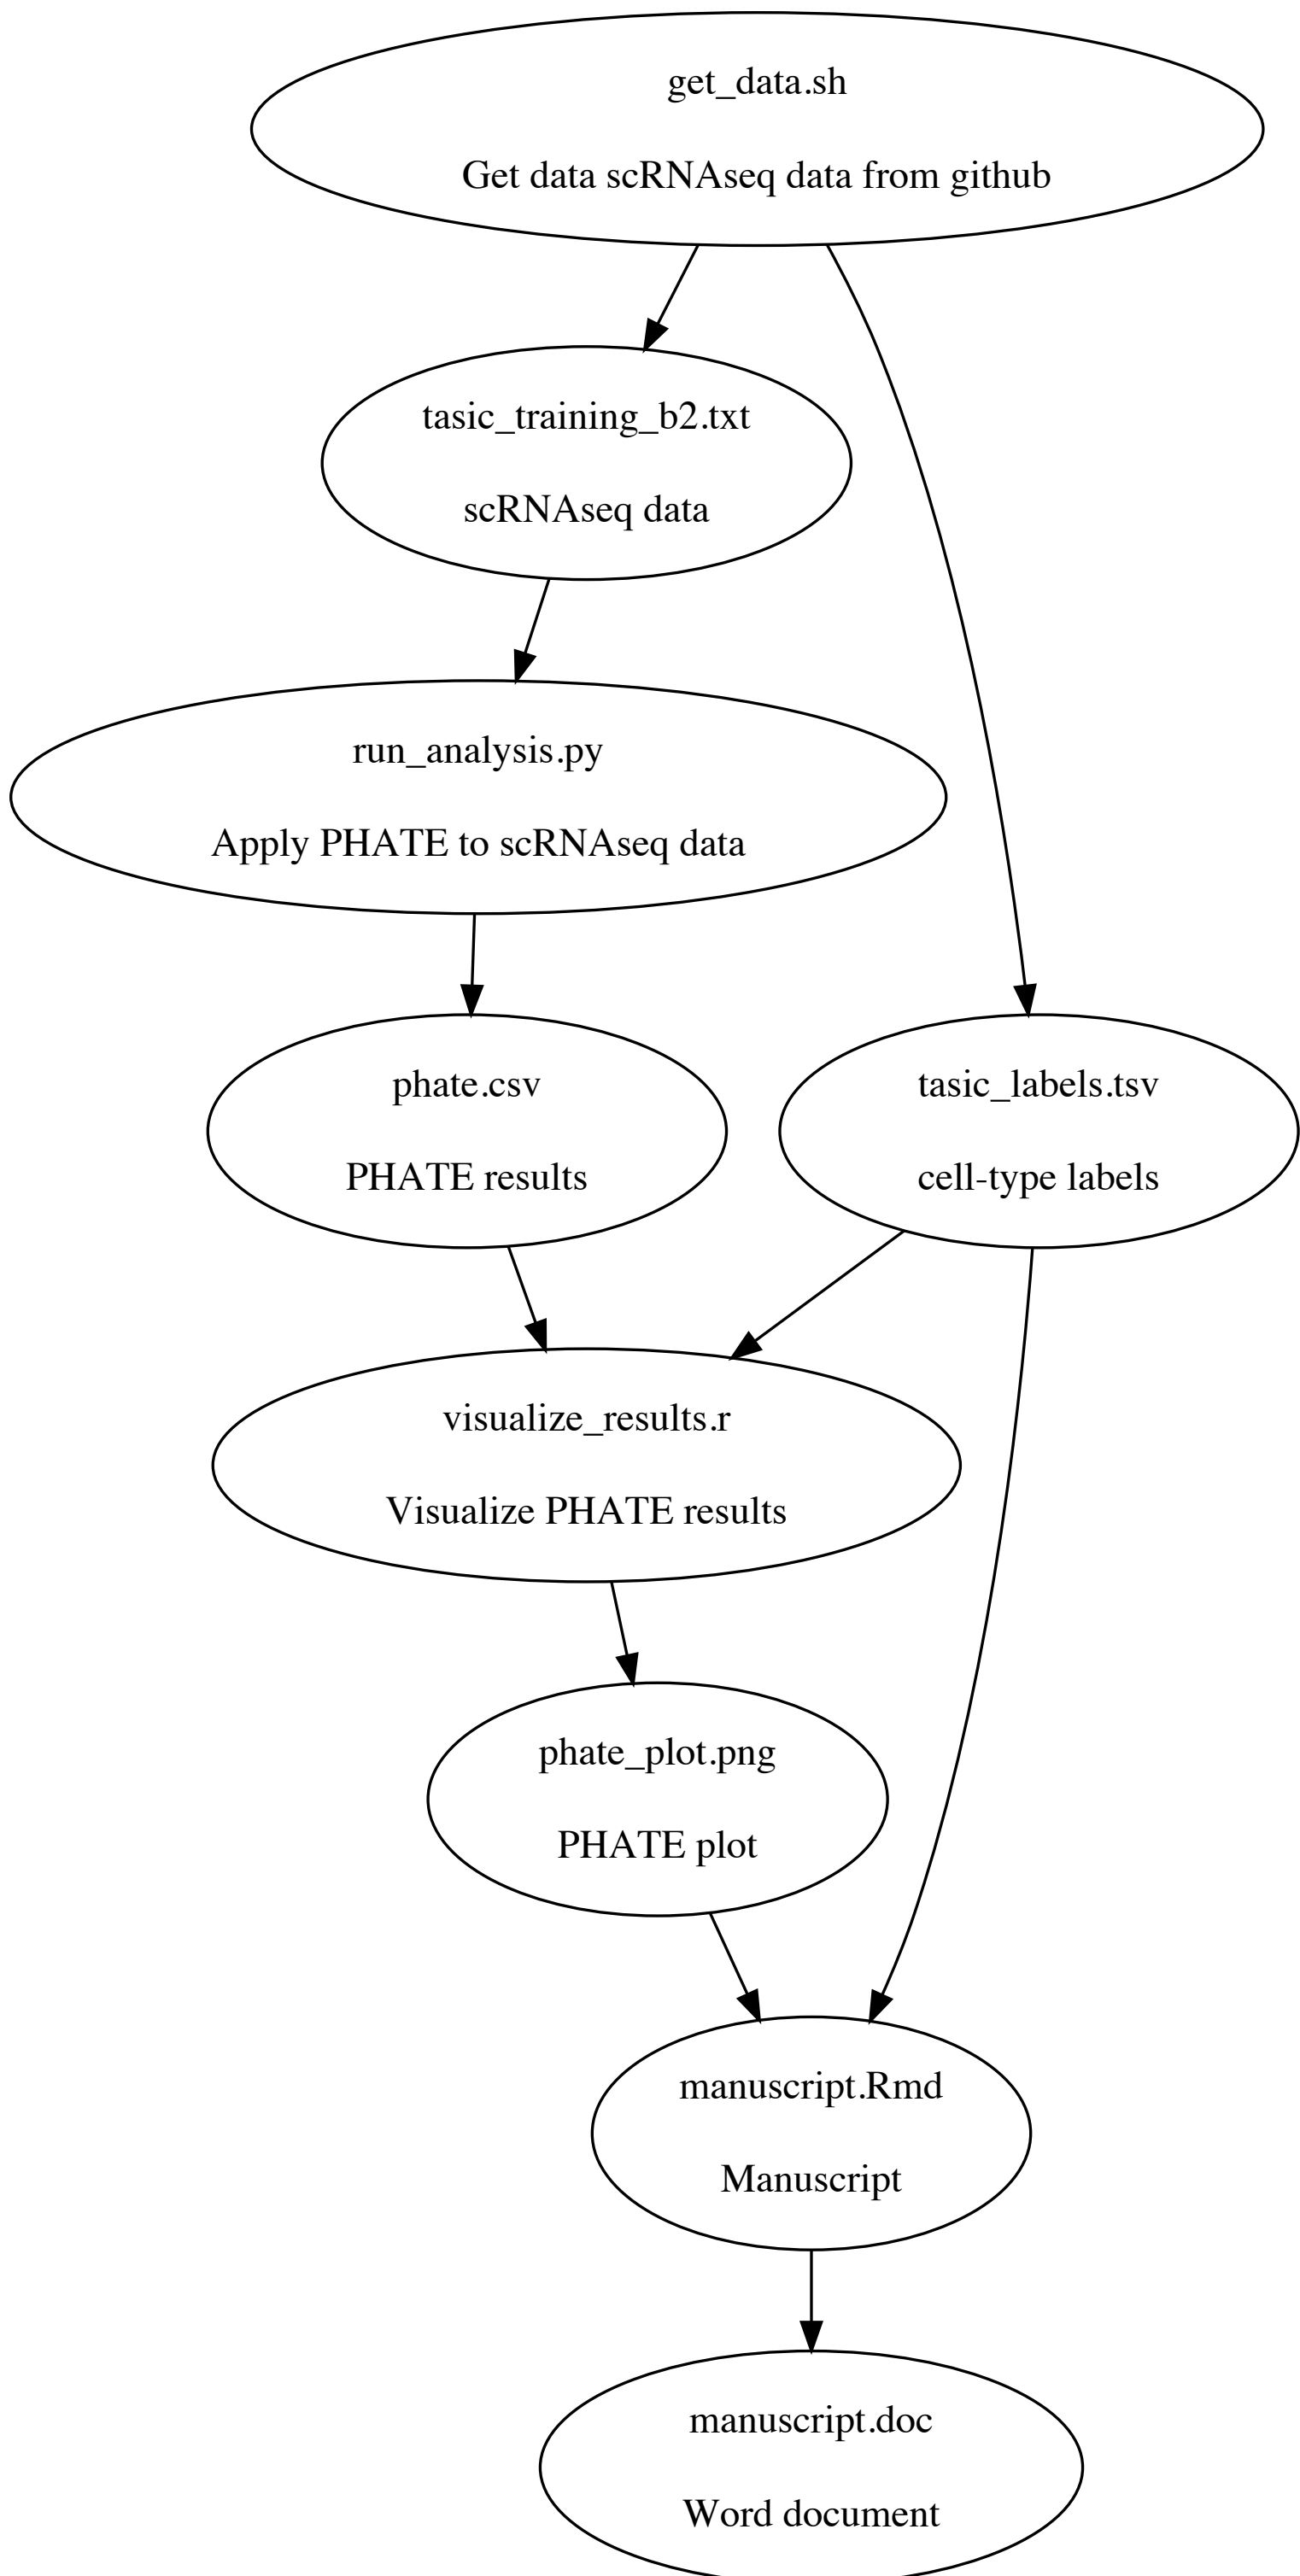 get_data.sh
Get data scRNAseq data from github
tasic_training_b2.txt
scRNAseq data
run_analysis.py
Apply PHATE to scRNAseq data
phate.csv
PHATE results
tasic_labels.tsv
cell-type labels
visualize_results.r
Visualize PHATE results
phate_plot.png
PHATE plot
manuscript.Rmd
Manuscript
manuscript.doc
Word document